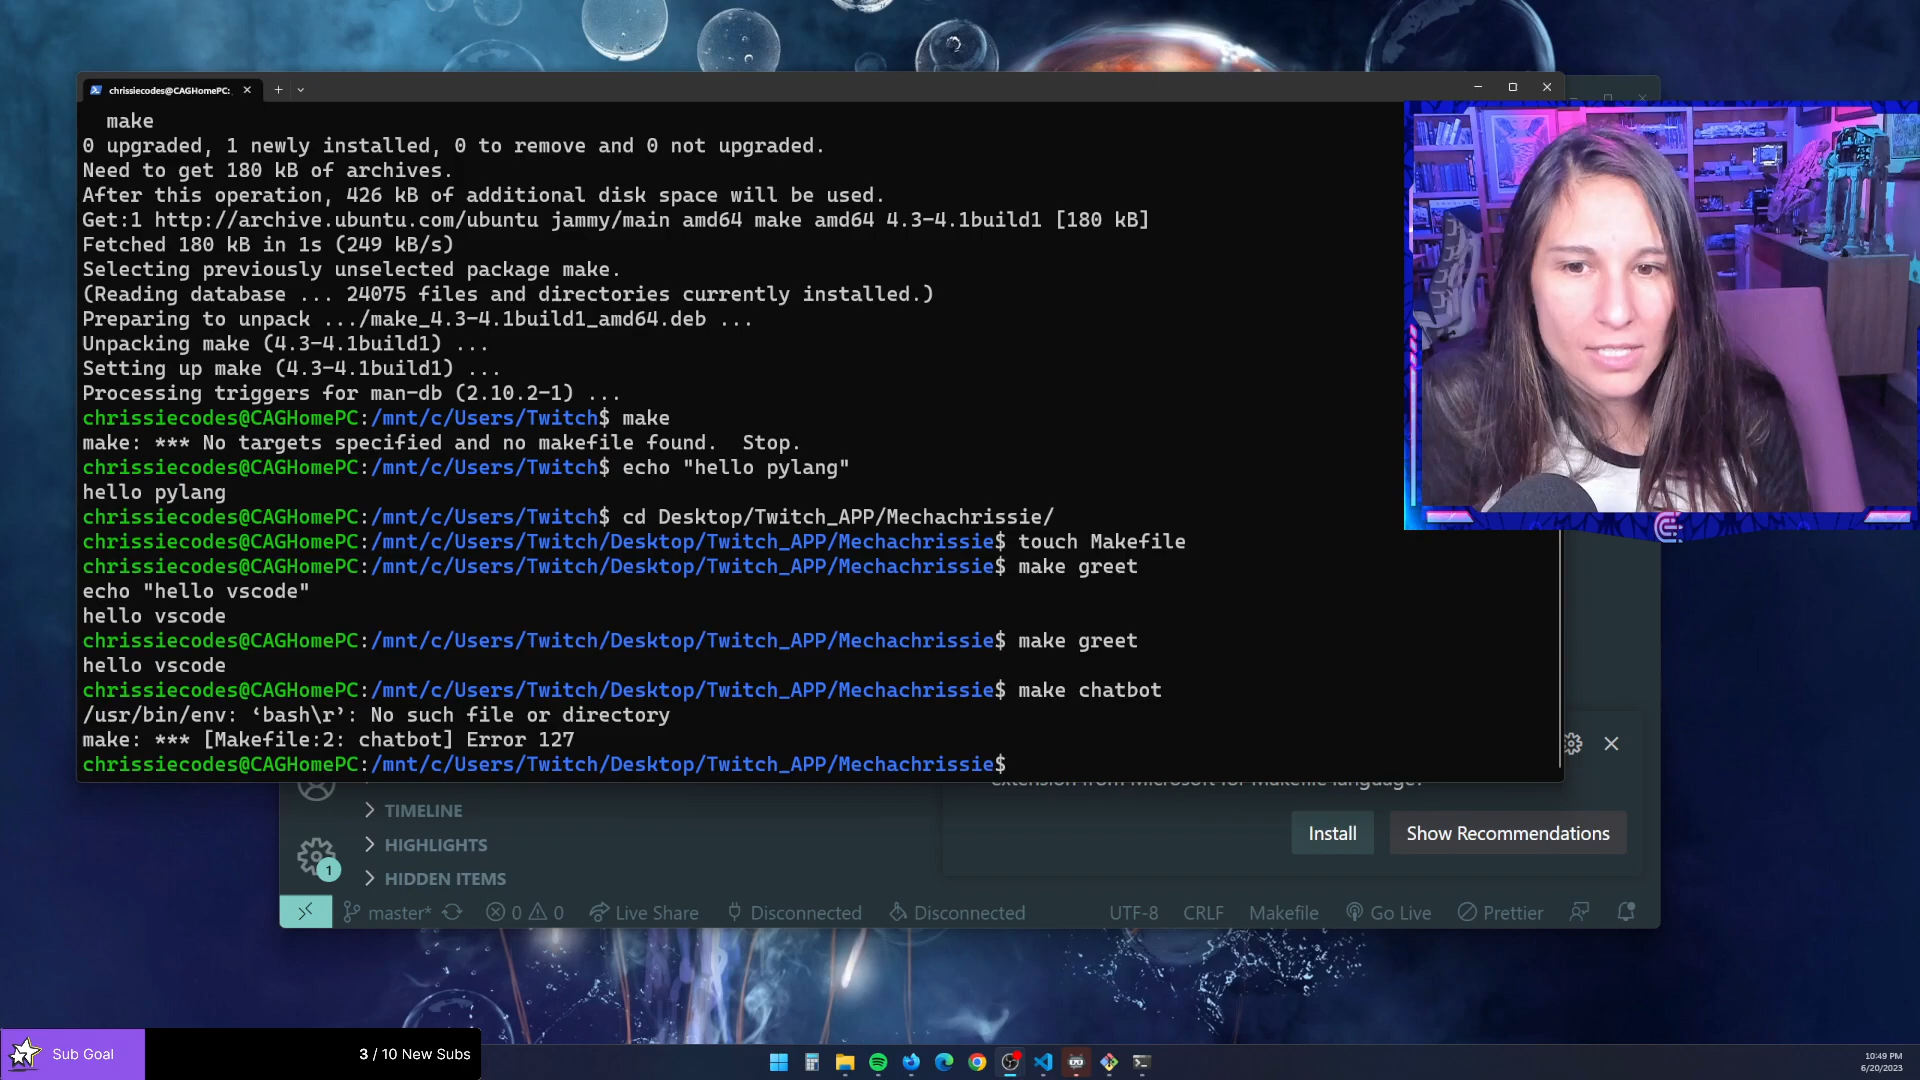 chrissiecodes@CAGHomePC:
make
0 upgraded, 1 newly installed, 0 to remove and 0 not upgraded.
Need to get 180 kB of archives.
After this operation, 426 kB of additional disk space will be used.
Get:1 http://archive.ubuntu.com/ubuntu jammy/main amd64 make amd64 4.3-4.1build1 [180 kB]
Fetched 180 kB in 1s (249 kB/s)
Selecting previously unselected package make.
(Reading database ... 24075 files and directories currently installed.)
Preparing to unpack .../make_4.3-4.1build1_amd64.deb ...
Unpacking make (4.3-4.1build1) ...
Setting up make (4.3-4.1build1) ...
Processing triggers for man-db (2.10.2-1) ...
chrissiecodes@CAGHomePC:/mnt/c/Users/Twitch$ make
make: *** No targets specified and no makefile found.  Stop.
chrissiecodes@CAGHomePC:/mnt/c/Users/Twitch$ echo "hello pylang"
hello pylang
chrissiecodes@CAGHomePC:/mnt/c/Users/Twitch$ cd Desktop/Twitch_APP/Mechachrissie/
chrissiecodes@CAGHomePC:/mnt/c/Users/Twitch/Desktop/Twitch_APP/Mechachrissie$ touch Makefile
chrissiecodes@CAGHomePC:/mnt/c/Users/Twitch/Desktop/Twitch_APP/Mechachrissie$ make greet
echo "hello vscode"
hello vscode
chrissiecodes@CAGHomePC:/mnt/c/Users/Twitch/Desktop/Twitch_APP/Mechachrissie$ make greet
hello vscode
chrissiecodes@CAGHomePC:/mnt/c/Users/Twitch/Desktop/Twitch_APP/Mechachrissie$ make chatbot
/usr/bin/env: ‘bash\r’: No such file or directory
make: *** [Makefile:2: chatbot] Error 127
chrissiecodes@CAGHomePC:/mnt/c/Users/Twitch/Desktop/Twitch_APP/Mechachrissie$
extension from Microsoft for Makefile language?
Install
Show Recommendations
TIMELINE
HIGHLIGHTS
HIDDEN ITEMS
1
master* 0 0 Live Share Disconnected Disconnected UTF-8 CRLF Makefile Go Live Prettier
Sub Goal
3 / 10 New Subs
10:49 PM
6/20/2023